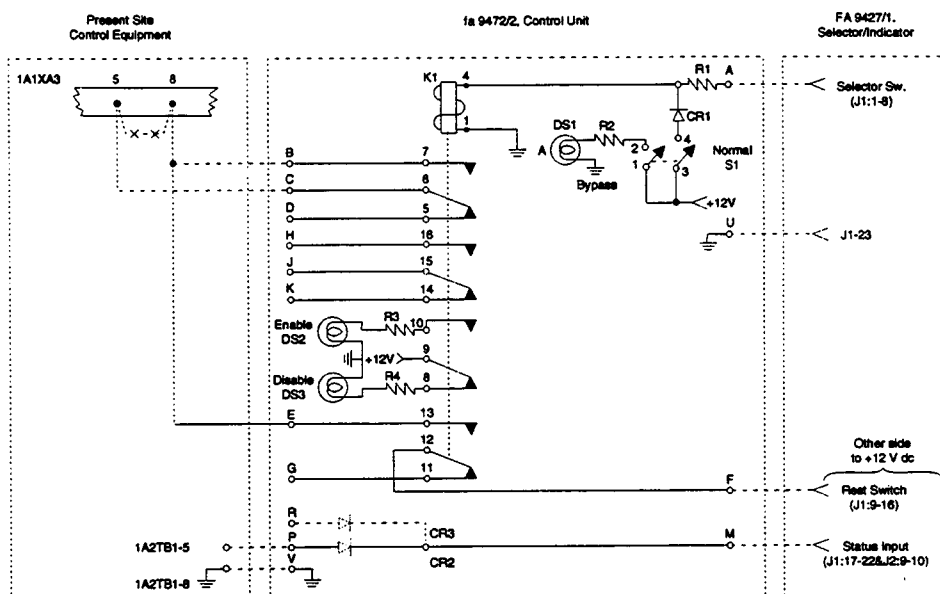 Present Site
Control Equipment
fa 9472/2, Control Unit
FA 9427/1.
Selector/Indicator
1A1XA3
5
8
K1
4
1
R1
A
Selector Sw.
(J1:1-8)
CR1
DS1
R2
A
2
4
Normal
S1
1
3
Bypass
+12V
U
J1-23
B
7
C
6
D
5
H
16
J
15
K
14
Enable
DS2
R3
10
+12V
9
Disable
DS3
R4
8
E
13
12
G
11
F
Other side
to +12 V dc
Rest Switch
(J1:9-16)
R
CR3
P
1A2TB1-5
CR2
M
Status Input
(J1:17-22&J2:9-10)
V
1A2TB1-8